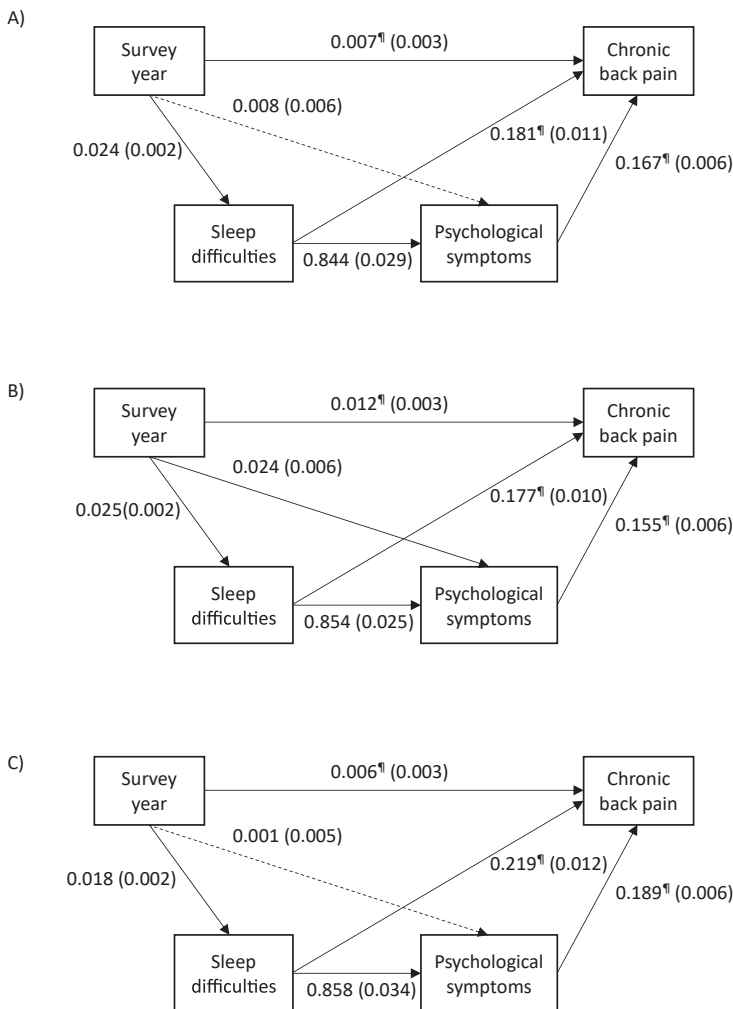 A)
Survey
year
0.007¶ (0.003)
Chronic
back pain
0.008 (0.006)
0.024 (0.002)
0.181¶ (0.011)
0.167¶ (0.006)
Sleep
difficulties
0.844 (0.029)
Psychological
symptoms
B)
Survey
year
0.012¶ (0.003)
Chronic
back pain
0.024 (0.006)
0.025(0.002)
0.177¶ (0.010)
0.155¶ (0.006)
Sleep
difficulties
0.854 (0.025)
Psychological
symptoms
C)
Survey
year
0.006¶ (0.003)
Chronic
back pain
0.001 (0.005)
0.018 (0.002)
0.219¶ (0.012)
0.189¶ (0.006)
Sleep
difficulties
0.858 (0.034)
Psychological
symptoms